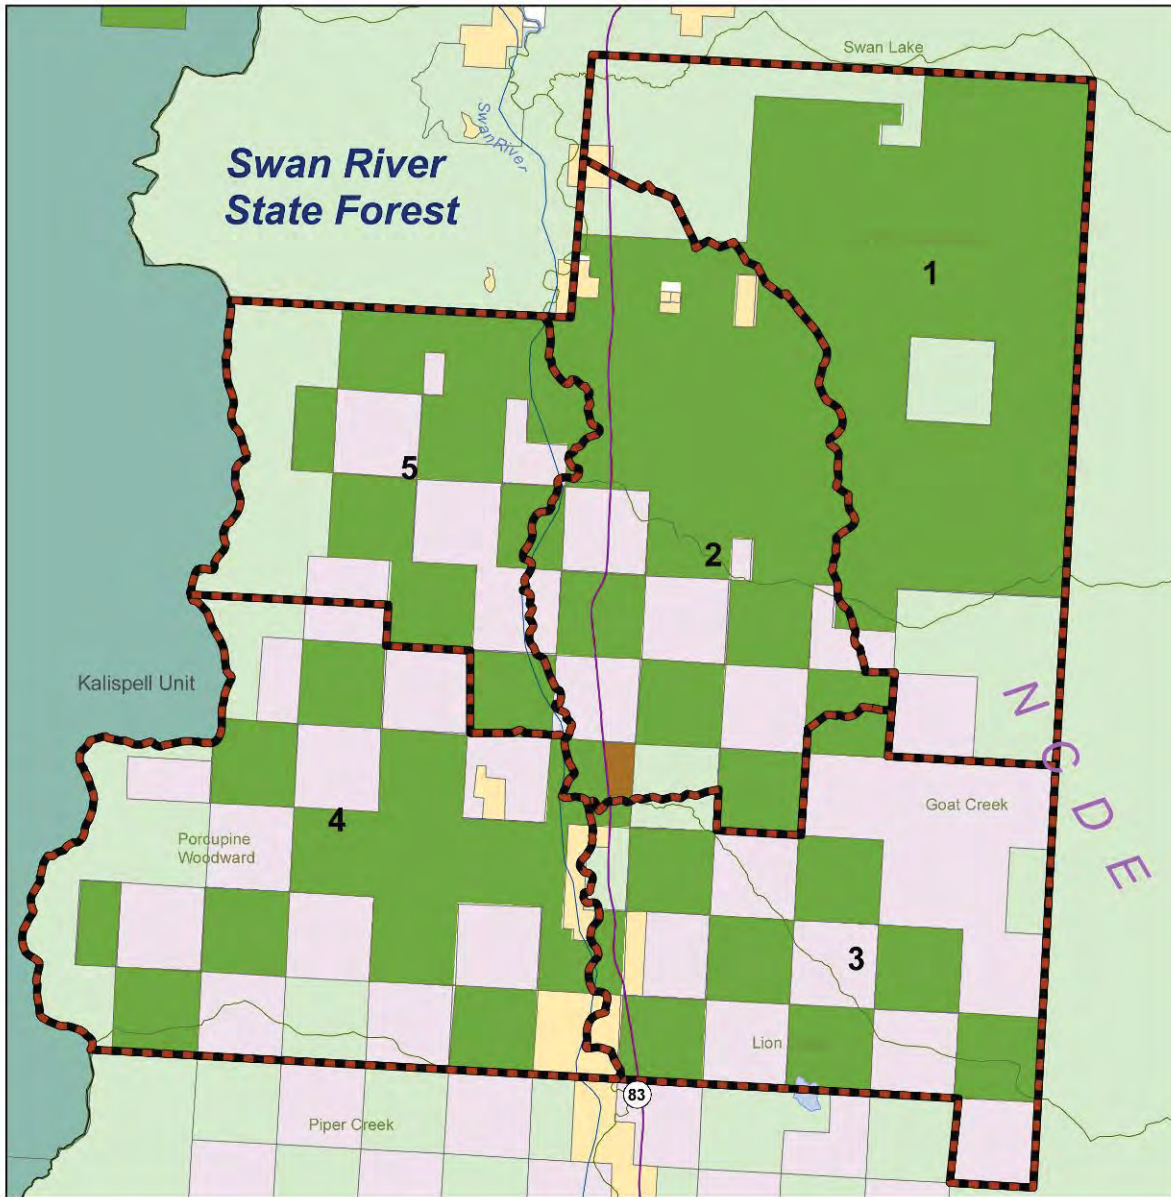 Swan Lake
Swan River
Swan River
State Forest
1
5
2
Kalispell Unit
NCDE
Goat Creek
4
Porcupine
Woodward
3
Lion
83
Piper Creek